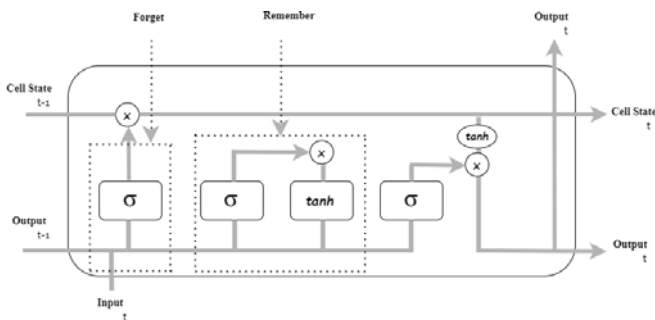 Forget
Remember
Output
t
Cell State
t-1
x
Cell State
t
tanh
x
x
σ
σ
tanh
σ
Output
t-1
Output
t
Input
t